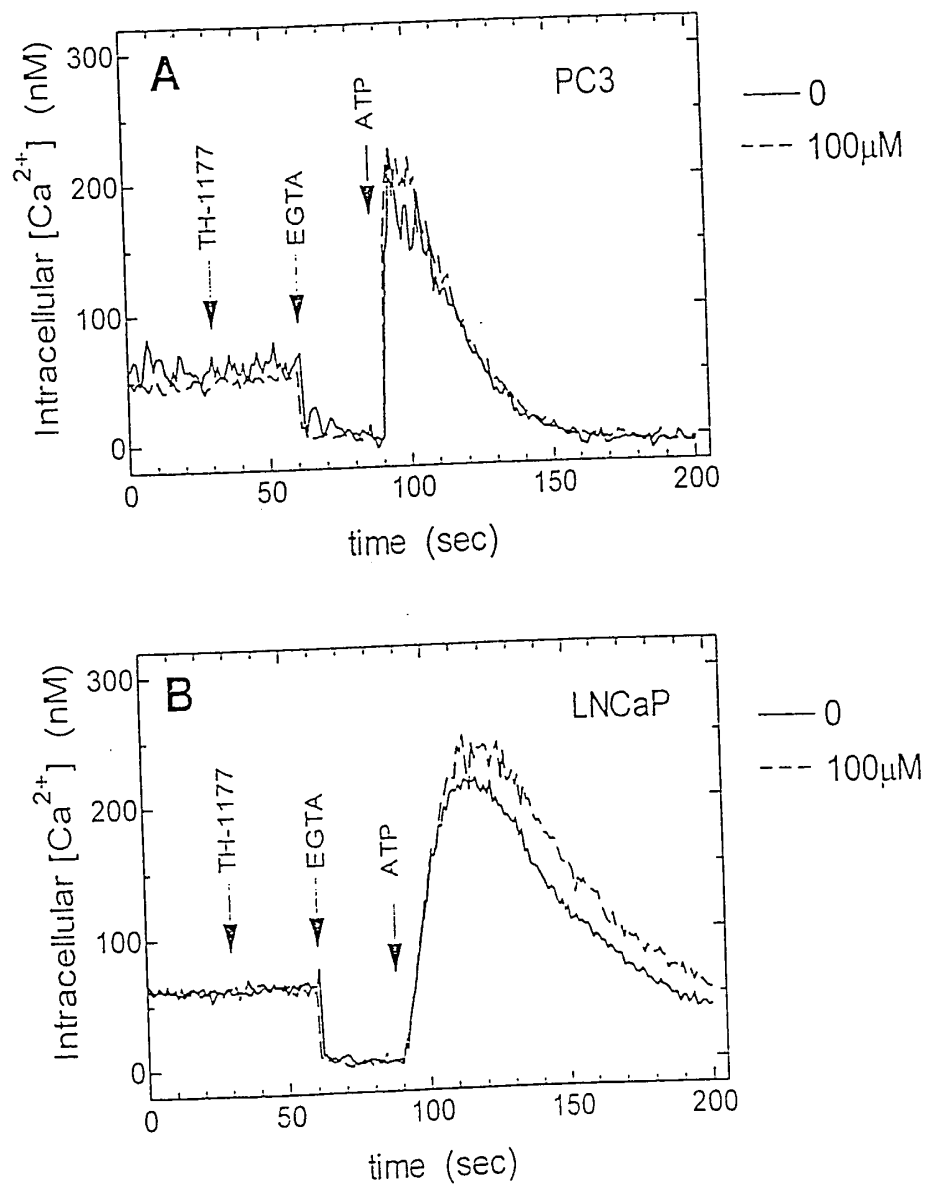 A
PC3
Intracellular [Ca2+] (nM)
300
200
100
0
TH-1177
EGTA
ATP
0
100μM
0
50
100
150
200
time (sec)
B
LNCaP
Intracellular [Ca2+] (nM)
300
200
100
0
TH-1177
EGTA
ATP
0
100μM
0
50
100
150
200
time (sec)